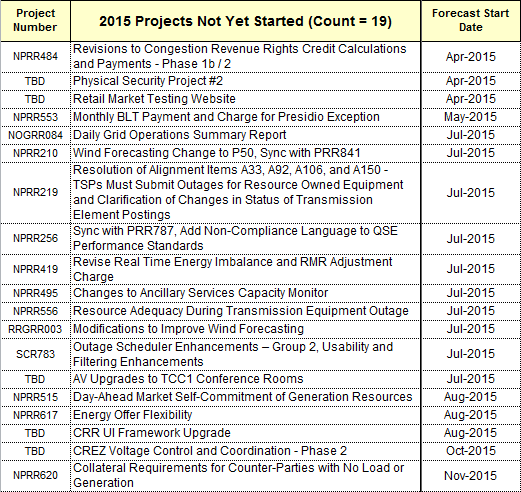 Project Number 2015 Projects Not Yet Started (Count = 19) Forecast Start Date
NPRR484 Revisions to Congestion Revenue Rights Credit Calculations and Payments - Phase 1b / 2 Apr-2015
TBD Physical Security Project #2 Apr-2015
TBD Retail Market Testing Website Apr-2015
NPRR553 Monthly BLT Payment and Charge for Presidio Exception May-2015
NOGRR084 Daily Grid Operations Summary Report Jul-2015
NPRR210 Wind Forecasting Change to P50, Sync with PRR841 Jul-2015
NPRR219 Resolution of Alignment Items A33, A92, A106, and A150 - TSPs Must Submit Outages for Resource Owned Equipment and Clarification of Changes in Status of Transmission Element Postings Jul-2015
NPRR256 Sync with PRR787, Add Non-Compliance Language to QSE Performance Standards Jul-2015
NPRR419 Revise Real Time Energy Imbalance and RMR Adjustment Charge Jul-2015
NPRR495 Changes to Ancillary Services Capacity Monitor Jul-2015
NPRR556 Resource Adequacy During Transmission Equipment Outage Jul-2015
RRGRR003 Modifications to Improve Wind Forecasting Jul-2015
SCR783 Outage Scheduler Enhancements – Group 2, Usability and Filtering Enhancements Jul-2015
TBD AV Upgrades to TCC1 Conference Rooms Jul-2015
NPRR515 Day-Ahead Market Self-Commitment of Generation Resources Aug-2015
NPRR617 Energy Offer Flexibility Aug-2015
TBD CRR UI Framework Upgrade Aug-2015
TBD CREZ Voltage Control and Coordination - Phase 2 Oct-2015
NPRR620 Collateral Requirements for Counter-Parties with No Load or Generation Nov-2015